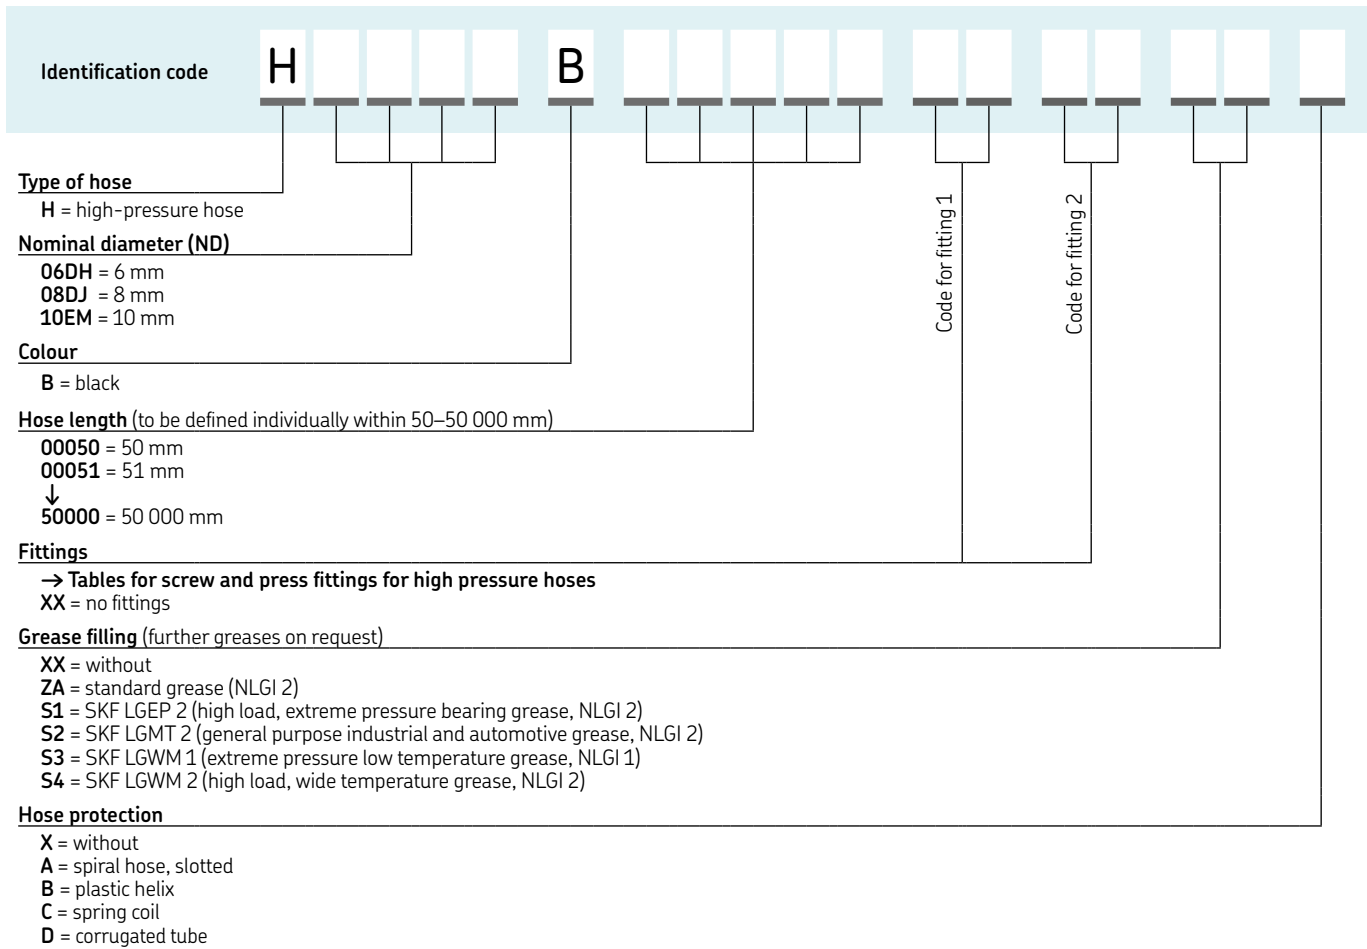 Identification code H B
Type of hose
H = high-pressure hose
Nominal diameter (ND)
06DH = 6 mm
08DJ = 8 mm
10EM = 10 mm
Colour
B = black
Hose length (to be defined individually within 50–50 000 mm)
00050 = 50 mm
00051 = 51 mm
↓
50000 = 50 000 mm
Code for fitting 1
Code for fitting 2
Fittings
→ Tables for screw and press fittings for high pressure hoses
XX = no fittings
Grease filling (further greases on request)
XX = without
ZA = standard grease (NLGI 2)
S1 = SKF LGEP 2 (high load, extreme pressure bearing grease, NLGI 2)
S2 = SKF LGMT 2 (general purpose industrial and automotive grease, NLGI 2)
S3 = SKF LGWM 1 (extreme pressure low temperature grease, NLGI 1)
S4 = SKF LGWM 2 (high load, wide temperature grease, NLGI 2)
Hose protection
X = without
A = spiral hose, slotted
B = plastic helix
C = spring coil
D = corrugated tube